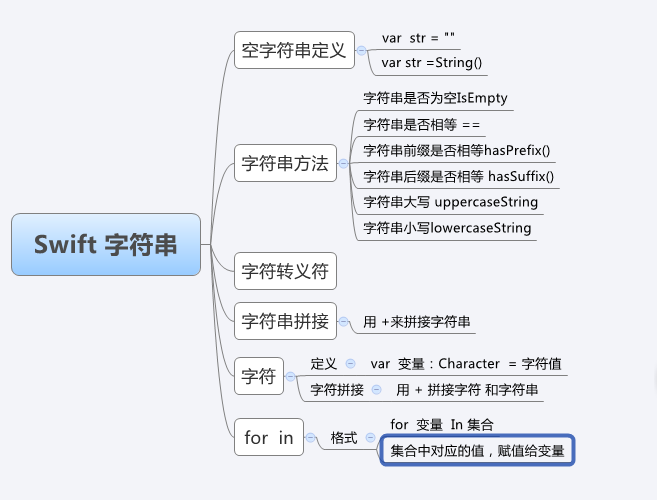 Swift 字符串
空字符串定义
var str = ""
var str =String()
字符串方法
字符串是否为空IsEmpty
字符串是否相等 ==
字符串前缀是否相等hasPrefix()
字符串后缀是否相等 hasSuffix()
字符串大写 uppercaseString
字符串小写lowercaseString
字符转义符
字符串拼接
用 +来拼接字符串
字符
定义
var 变量：Character = 字符值
字符拼接
用 + 拼接字符 和字符串
for in
格式
for 变量 In 集合
集合中对应的值，赋值给变量